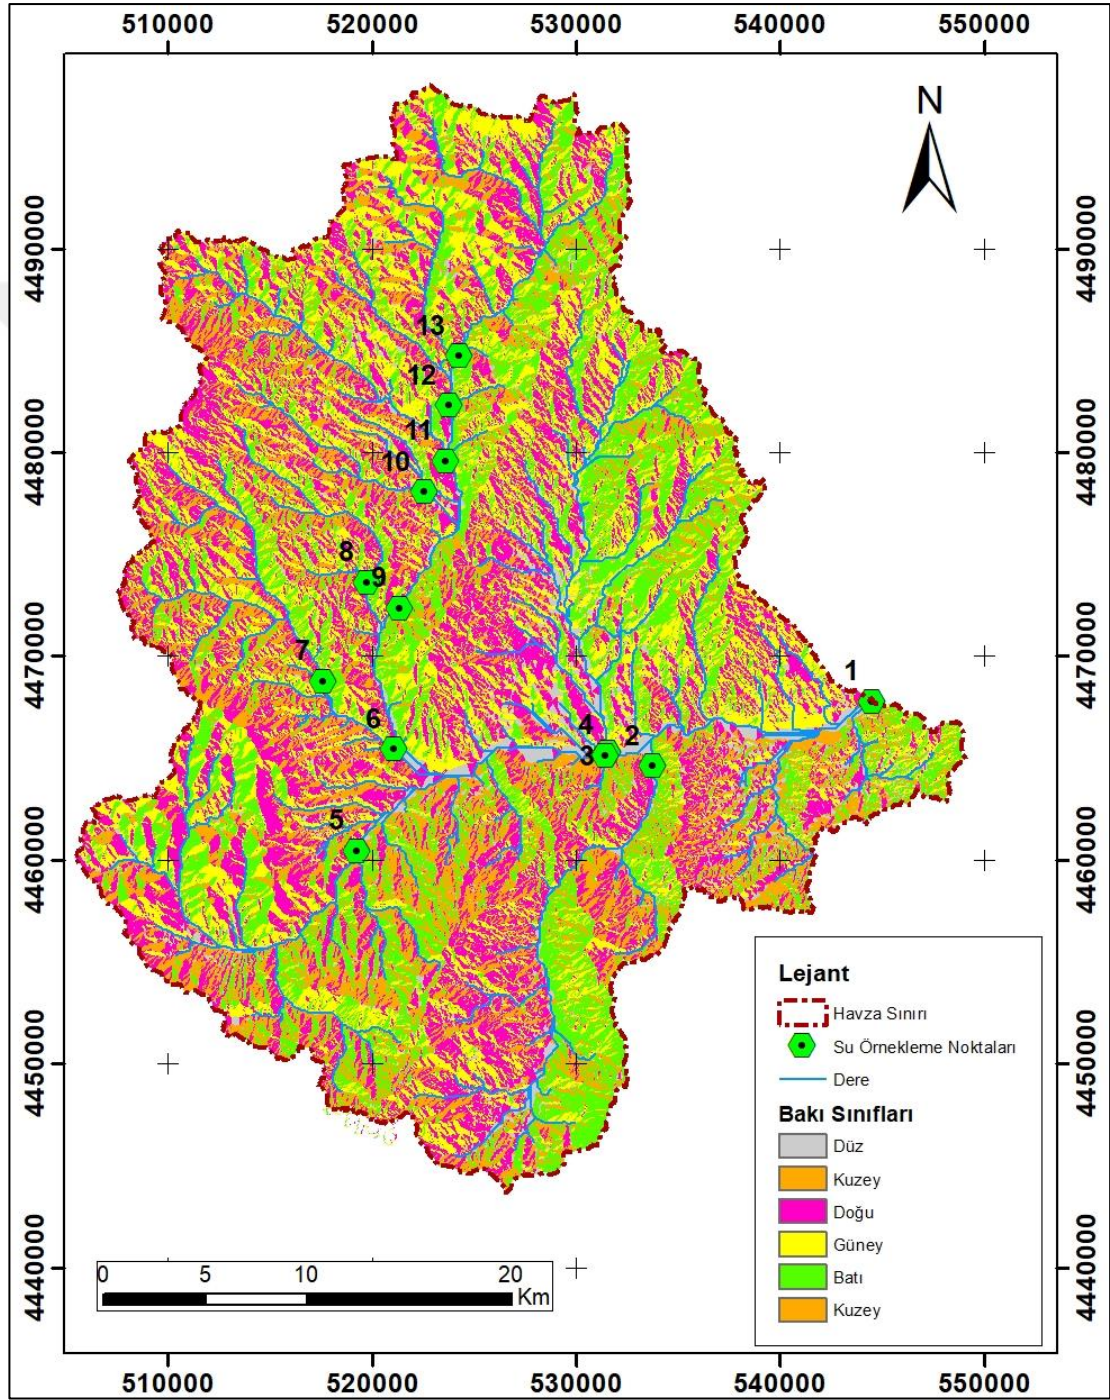 510000 520000 530000 540000 550000
N
4490000 4490000
13
12
11
4480000 4480000
10
8
9
4470000 4470000
7
1
6
4
2
3
5
4460000 4460000
Lejant
Havza Sınırı
Su Örnekleme Noktaları
4450000 4450000
Dere
Bakı Sınıfları
Düz
Kuzey
Doğu
Güney
4440000 4440000
Batı
Kuzey
0 5 10 20
Km
510000 520000 530000 540000 550000